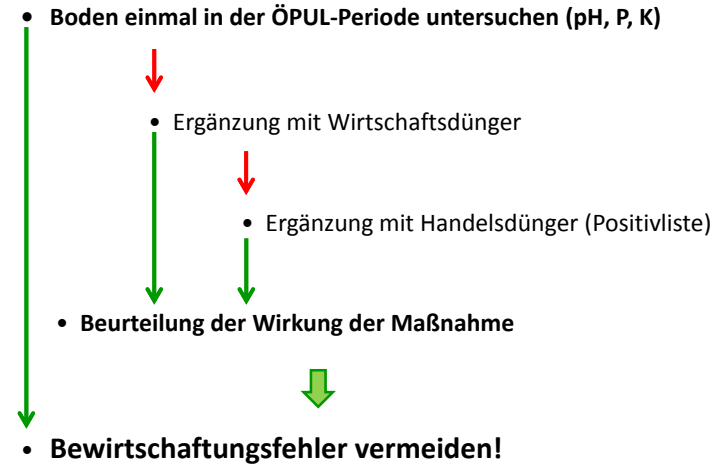 • Boden einmal in der ÖPUL-Periode untersuchen (pH, P, K)
• Ergänzung mit Wirtschaftsdünger
• Ergänzung mit Handelsdünger (Positivliste)
• Beurteilung der Wirkung der Maßnahme
• Bewirtschaftungsfehler vermeiden!